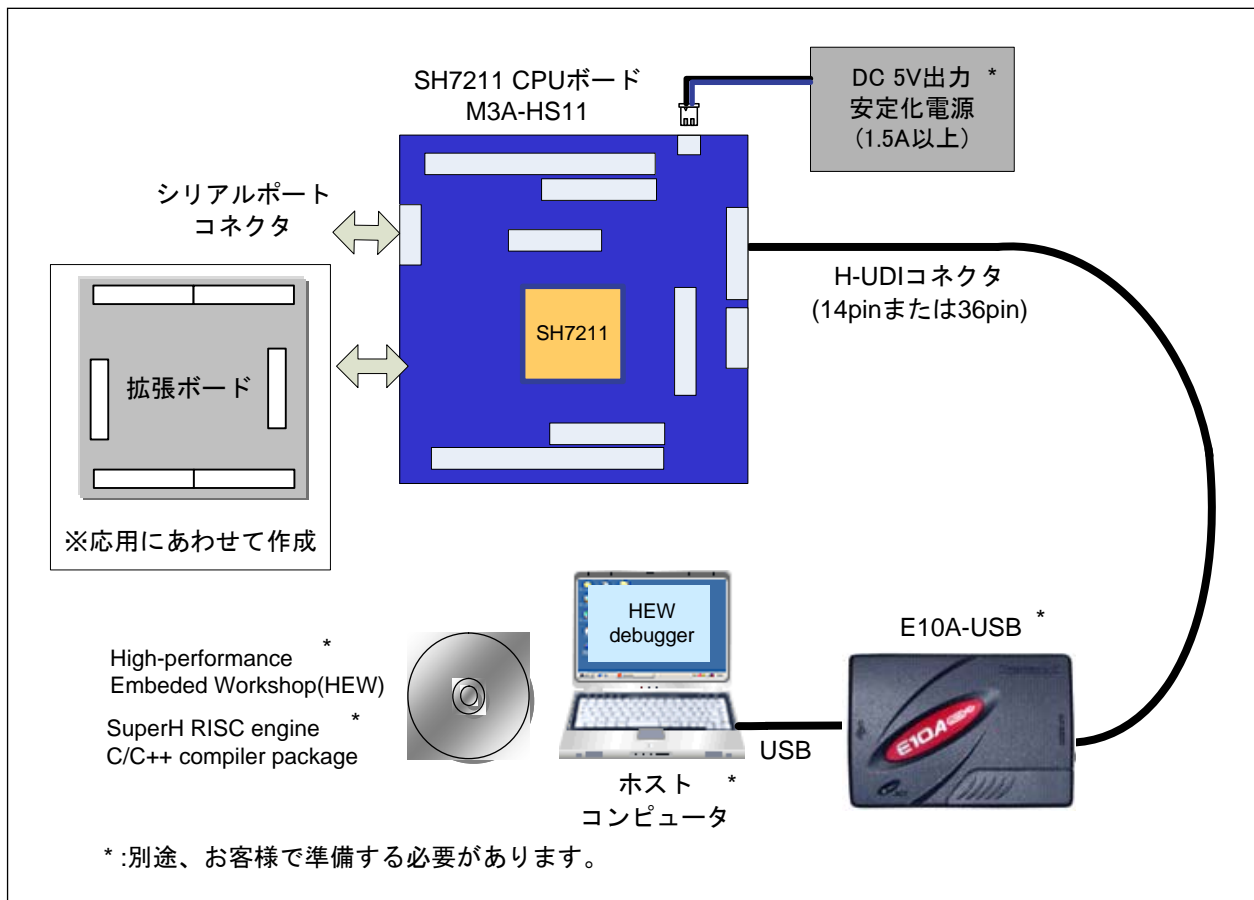 SH7211 CPUボード
M3A-HS11
DC 5V出力 *
安定化電源
(1.5A以上)
シリアルポート
コネクタ
H-UDIコネクタ
(14pinまたは36pin)
SH7211
拡張ボード
※応用にあわせて作成
HEW
debugger
E10A-USB *
High-performance *
Embeded Workshop(HEW)
SuperH RISC engine *
C/C++ compiler package
E10A
USB
ホスト *
コンピュータ
* :別途、お客様で準備する必要があります。